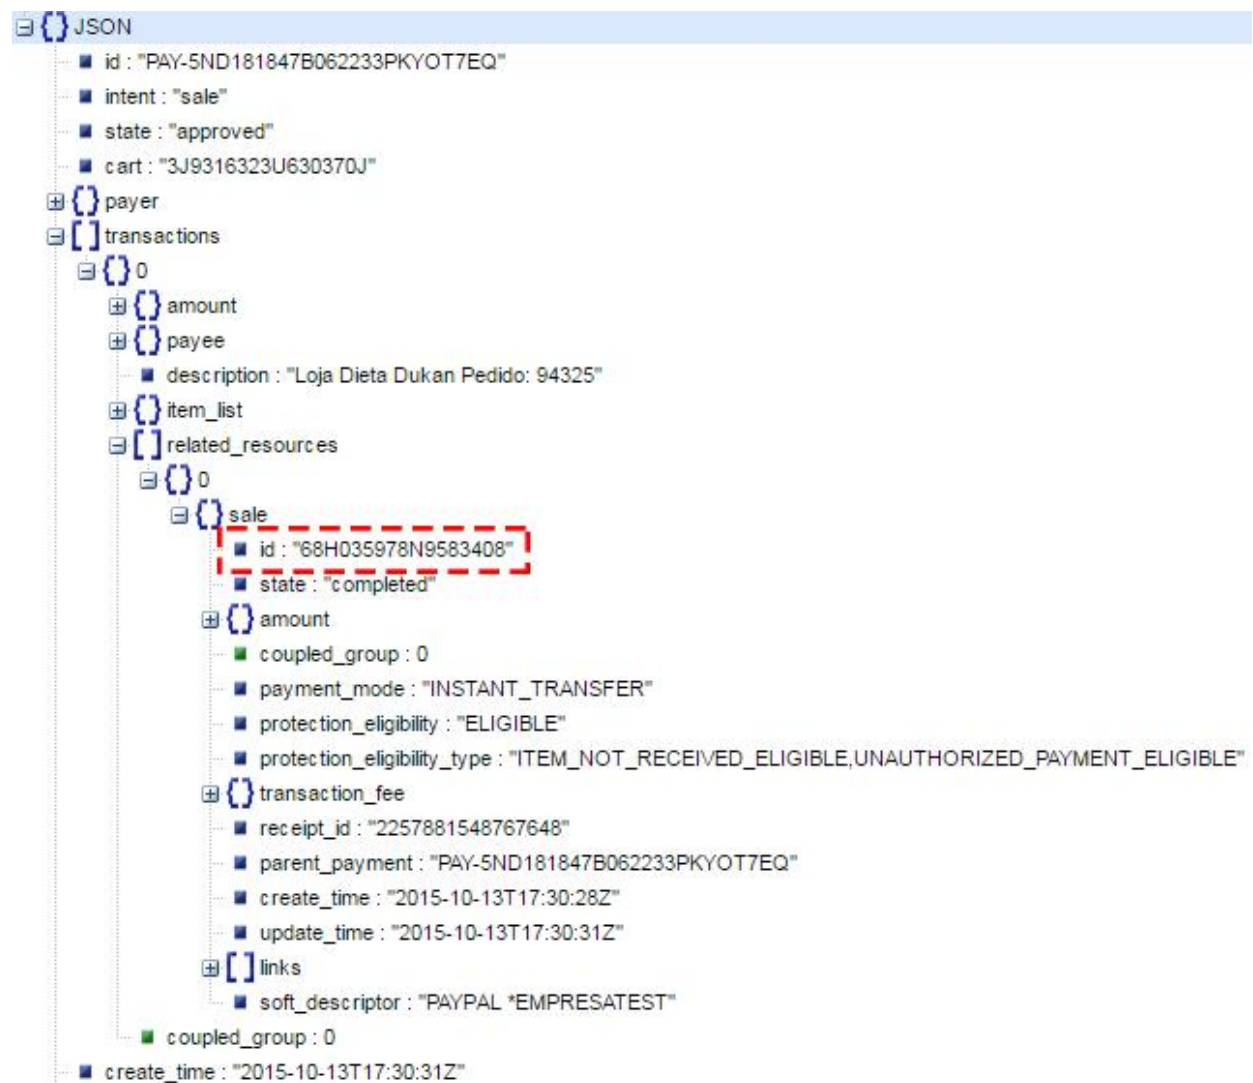 JSON
id : "PAY-5ND181847B062233PKYOT7EQ"
intent : "sale"
state : "approved"
cart : "3J9316323U630370J"
payer
transactions
0
amount
payee
description : "Loja Dieta Dukan Pedido: 94325"
item_list
related_resources
0
sale
id : "68H035978N9583408"
state : "completed"
amount
coupled_group : 0
payment_mode : "INSTANT_TRANSFER"
protection_eligibility : "ELIGIBLE"
protection_eligibility_type : "ITEM_NOT_RECEIVED_ELIGIBLE,UNAUTHORIZED_PAYMENT_ELIGIBLE"
transaction_fee
receipt_id : "2257881548767648"
parent_payment : "PAY-5ND181847B062233PKYOT7EQ"
create_time : "2015-10-13T17:30:28Z"
update_time : "2015-10-13T17:30:31Z"
links
soft_descriptor : "PAYPAL *EMPRESATEST"
coupled_group : 0
create_time : "2015-10-13T17:30:31Z"